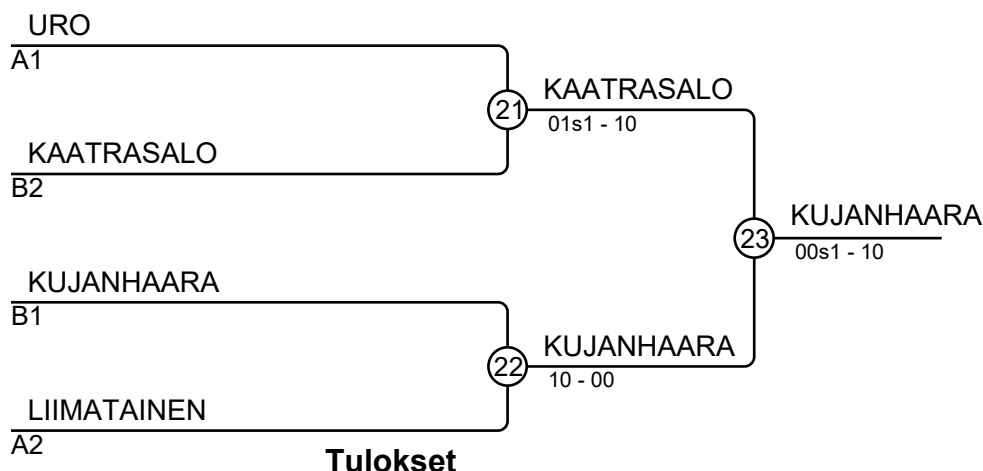 URO
A1
21
KAATRASALO
01s1 - 10
KAATRASALO
B2
23
KUJANHAARA
00s1 - 10
KUJANHAARA
B1
22
KUJANHAARA
10 - 00
LIIMATAINEN
A2
Tulokset